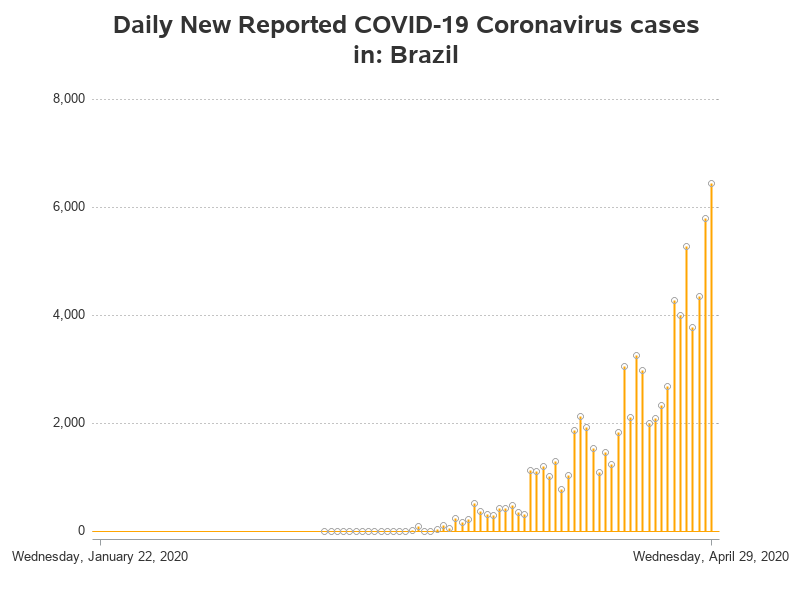 Daily New Reported COVID-19 Coronavirus cases
in: Brazil
8,000
6,000
4,000
2,000
0
Wednesday, January 22, 2020
Wednesday, April 29, 2020